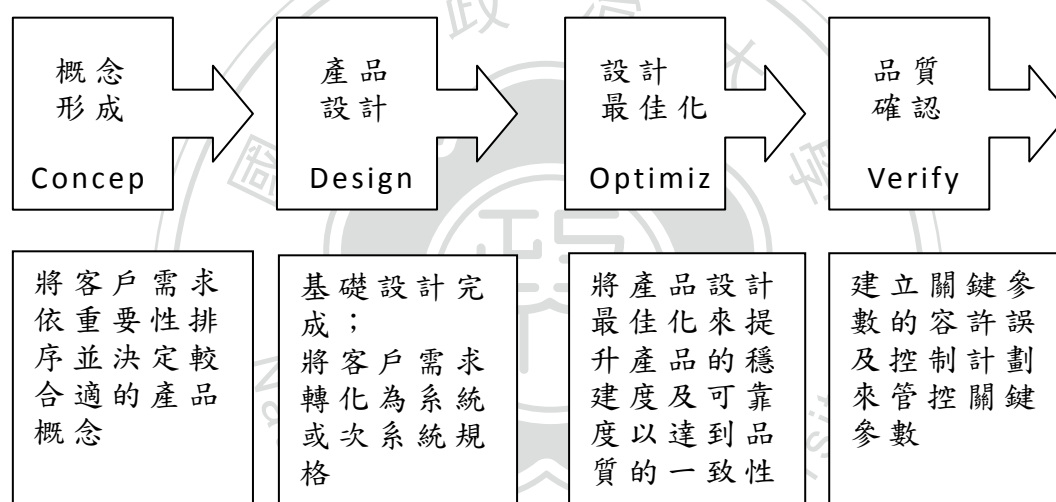 概念
形成
Concep
產品
設計
Design
設計
最佳化
Optimiz
品質
確認
Verify
將客戶需求
依重要性排
序並決定較
合適的產品
概念
基礎設計完
成；
將客戶需求
轉化為系統
或次系統規
格
將產品設計
最佳化來提
升產品的穩
建度及可靠
度以達到品
質的一致性
建立關鍵參
數的容許誤
及控制計劃
來管控關鍵
參數
政治大學
國